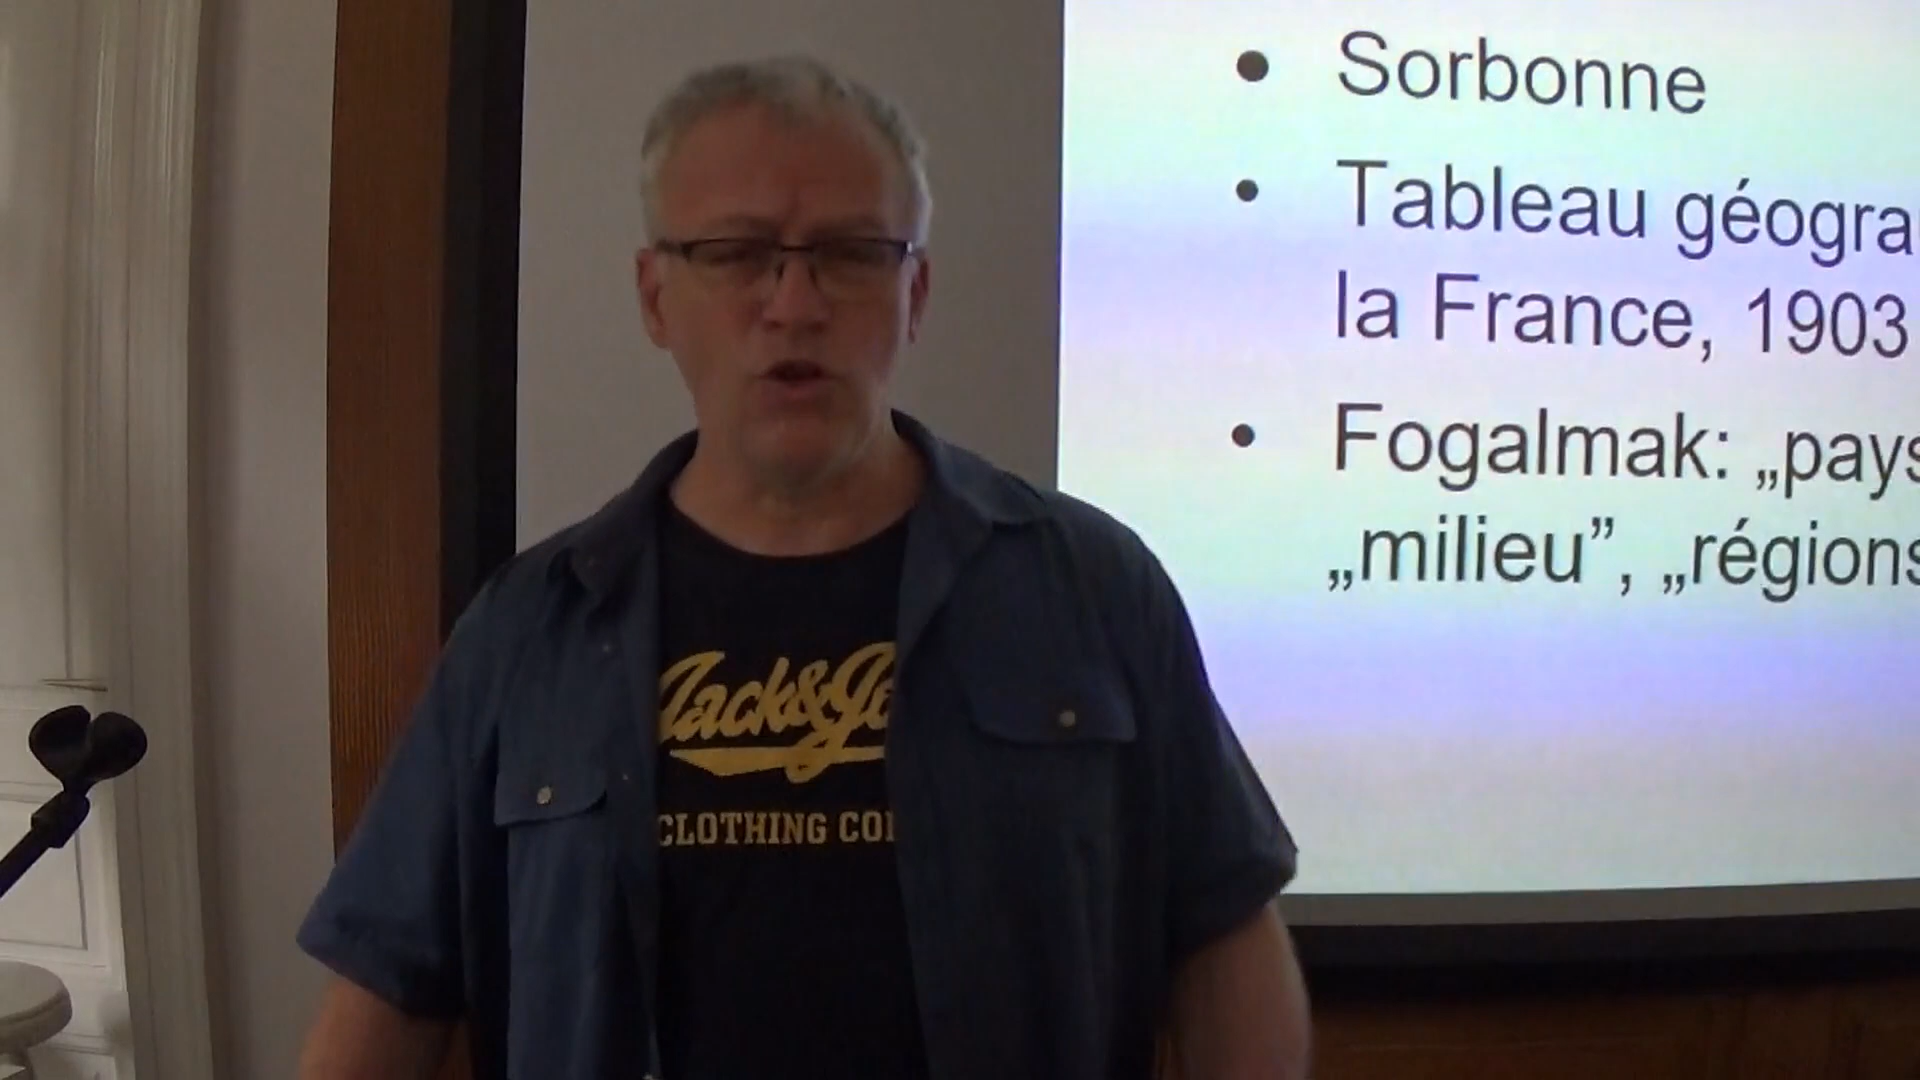 Sorbonne
Tableau géogra
la France, 1903
Fogalmak: „pays
„milieu”, „régions
Jack&Jo
CLOTHING CO